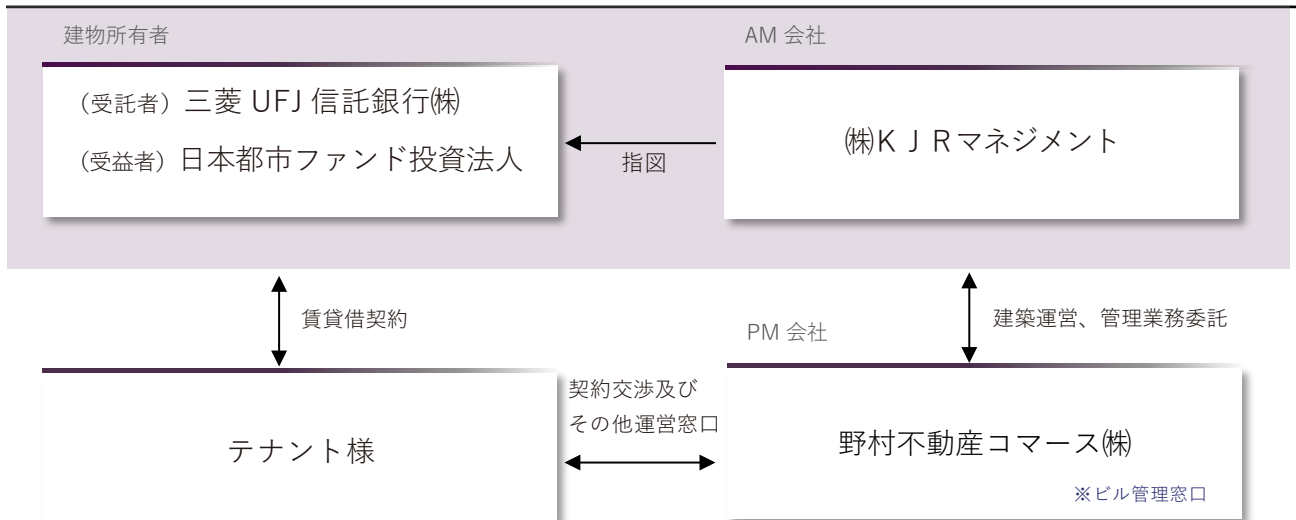 建物所有者
AM 会社
（受託者）三菱 UFJ 信託銀行㈱
（受益者）日本都市ファンド投資法人
指図
㈱ＫＪＲマネジメント
賃貸借契約
建築運営、管理業務委託
PM 会社
テナント様
契約交渉及び
その他運営窓口
野村不動産コマース㈱
※ビル管理窓口